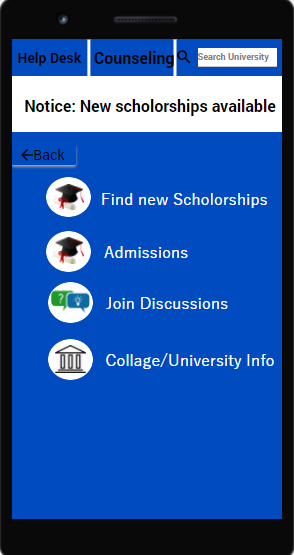 Help Desk Counseling Search University
Notice: New scholorships available
Back
Find new Scholorships
Admissions
?
Join Discussions
Collage/University Info